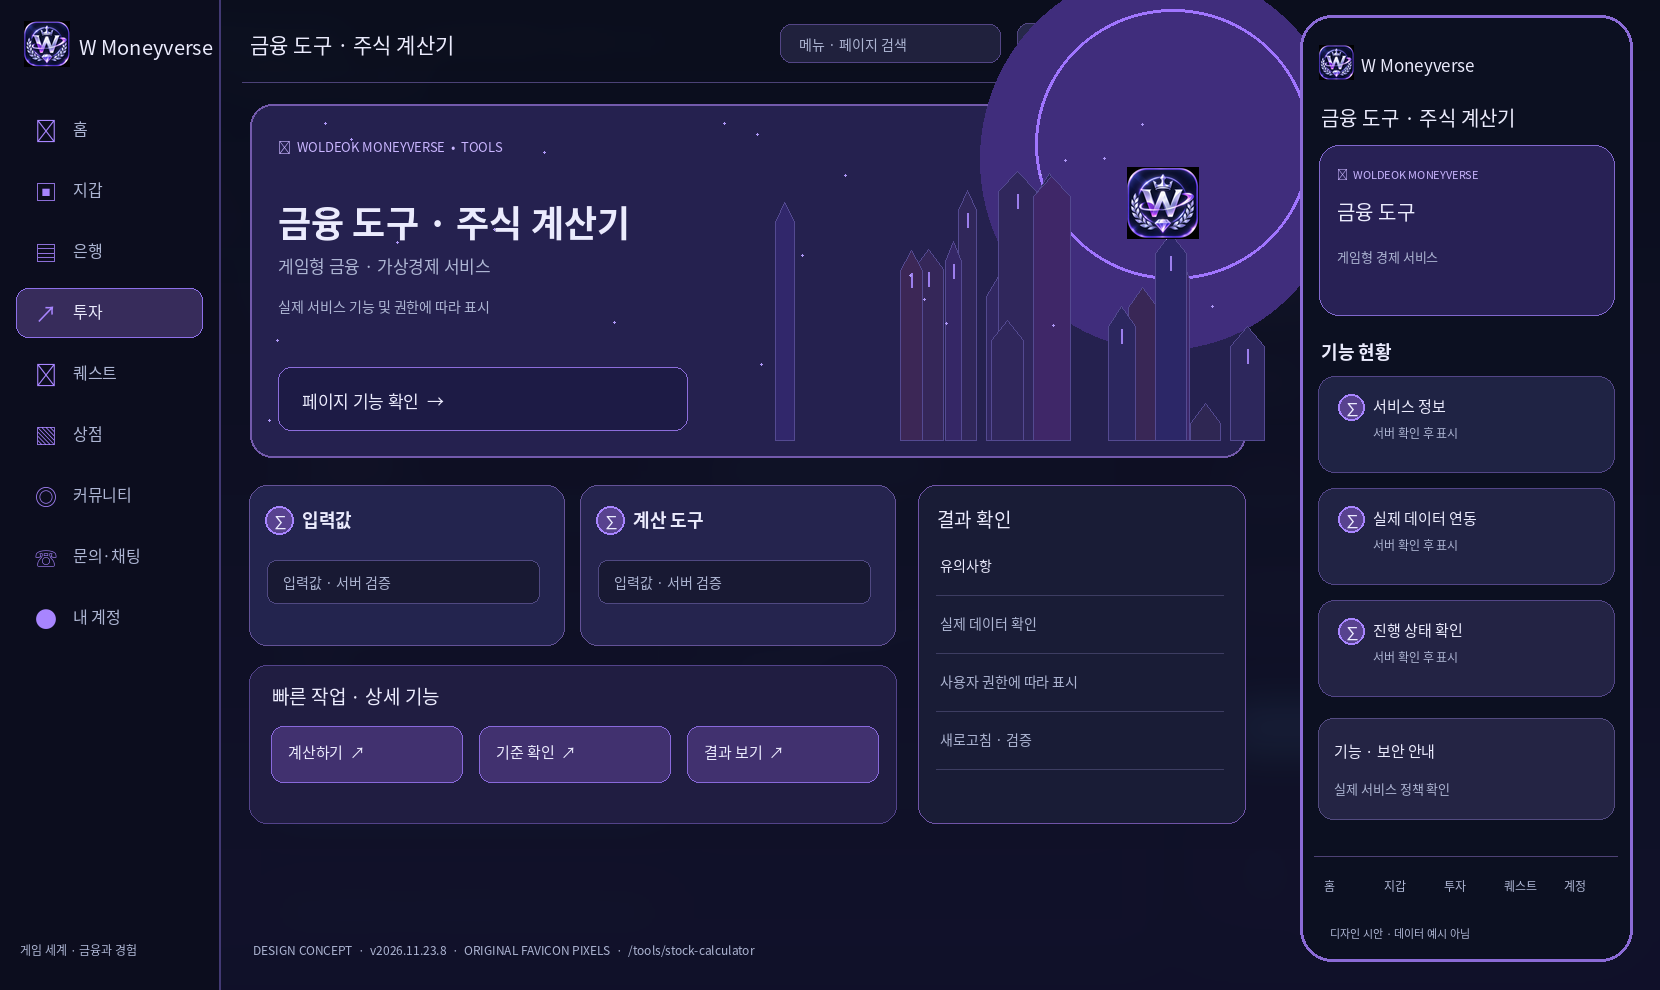 W Moneyverse
홈
지갑
은행
투자
퀘스트
상점
커뮤니티
문의·채팅
내 계정
게임 세계 · 금융과 경험
금융 도구 · 주식 계산기
메뉴 · 페이지 검색
WOLDEOK MONEYVERSE • TOOLS
금융 도구 · 주식 계산기
게임형 금융 · 가상경제 서비스
실제 서비스 기능 및 권한에 따라 표시
페이지 기능 확인 →
∑ 입력값
입력값 · 서버 검증
∑ 계산 도구
입력값 · 서버 검증
빠른 작업 · 상세 기능
계산하기 ↗
기준 확인 ↗
결과 보기 ↗
결과 확인
유의사항
실제 데이터 확인
사용자 권한에 따라 표시
새로고침 · 검증
DESIGN CONCEPT · v2026.11.23.8 · ORIGINAL FAVICON PIXELS · /tools/stock-calculator
W Moneyverse
금융 도구 · 주식 계산기
WOLDEOK MONEYVERSE
금융 도구
게임형 경제 서비스
기능 현황
∑ 서비스 정보
서버 확인 후 표시
∑ 실제 데이터 연동
서버 확인 후 표시
∑ 진행 상태 확인
서버 확인 후 표시
기능 · 보안 안내
실제 서비스 정책 확인
홈 지갑 투자 퀘스트 계정
디자인 시안 · 데이터 예시 아님